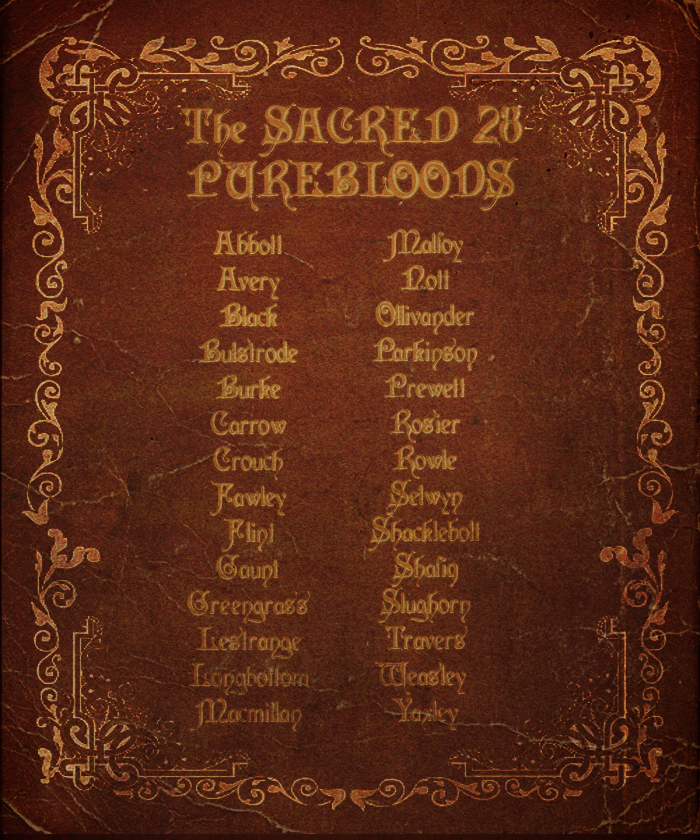 The SACRED 28
PUREBLOODS
Abbott
Avery
Black
Bulstrode
Burke
Carrow
Crouch
Fawley
Flint
Gaunt
Greengrass
Lestrange
Longbottom
Macmillan
Malfoy
Nott
Ollivander
Parkinson
Prewett
Rosier
Rowle
Selwyn
Shacklebolt
Shafiq
Slughorn
Travers
Weasley
Yaxley